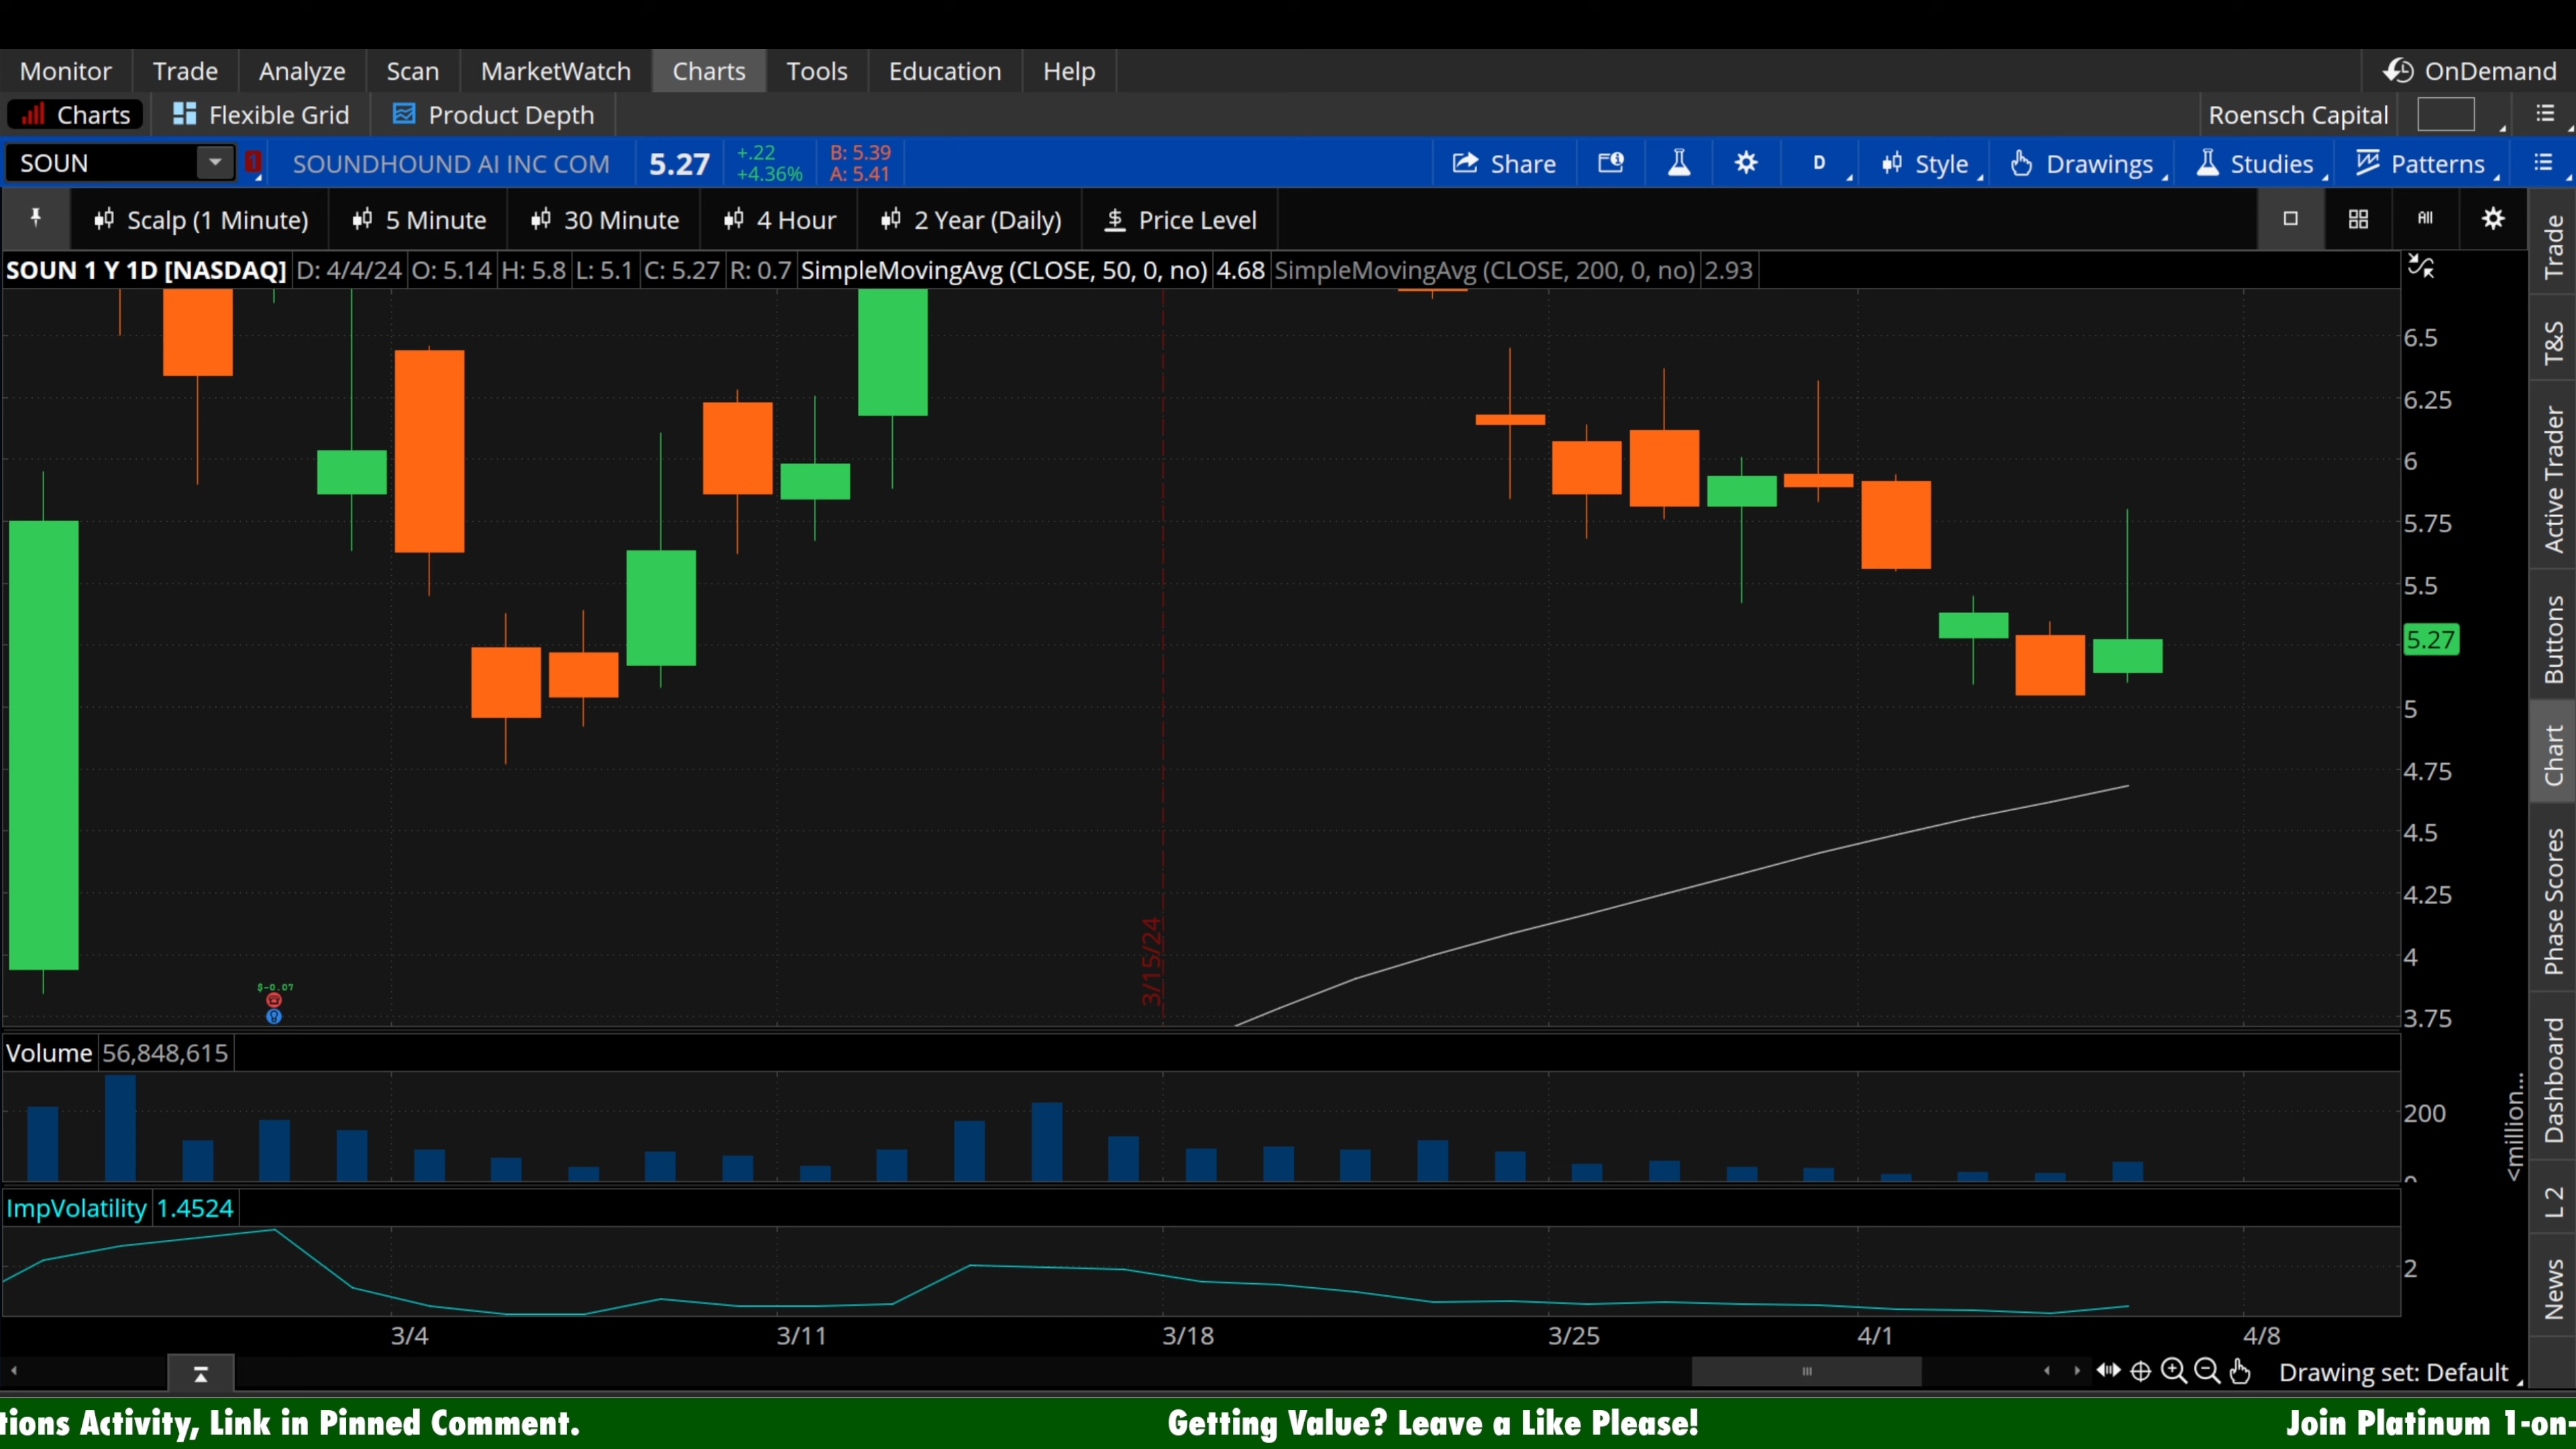 Monitor Trade Analyze Scan MarketWatch Charts Tools Education Help OnDemand
Charts Flexible Grid Product Depth Roensch Capital
SOUN 1 SOUNDHOUND AI INC COM 5.27 +.22 B: 5.39 Share D Style Drawings Studies Patterns
+4.36% A: 5.41
Scalp (1 Minute) 5 Minute 30 Minute 4 Hour 2 Year (Daily) $ Price Level All
SOUN 1 Y 1D [NASDAQ] D: 4/4/24 O: 5.14 H: 5.8 L: 5.1 C: 5.27 R: 0.7 SimpleMovingAvg (CLOSE, 50, 0, no) 4.68 SimpleMovingAvg (CLOSE, 200, 0, no) 2.93
6.5
6.25
6
5.75
5.5
5.27
5
4.75
4.5
4.25
4
3.75
3/15/24
$-0.07
Volume 56,848,615
200
0
<million...
ImpVolatility 1.4524
2
3/4 3/11 3/18 3/25 4/1 4/8
Drawing set: Default
Trade
T&S
Active Trader
Buttons
Chart
Phase Scores
Dashboard
L 2
News
tions Activity, Link in Pinned Comment. Getting Value? Leave a Like Please! Join Platinum 1-on-